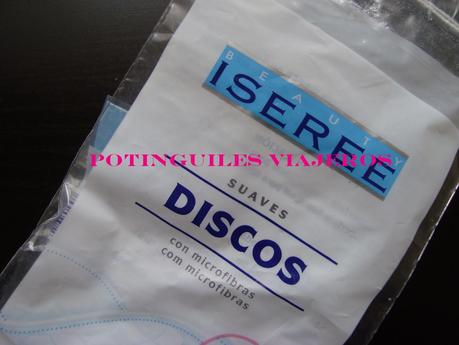 BEAUTY
ISEREE
POTINGUILES VIAJEROS
SUAVES
DISCOS
con microfibras
com microfibras